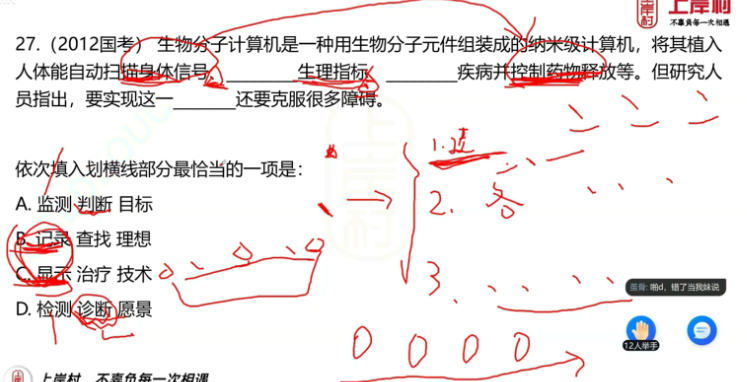 上岸村
不辜负每一次相遇
27.（2012国考） 生物分子计算机是一种用生物分子元件组装成的纳米级计算机，将其植入
人体能自动扫描身体信号、________生理指标、________疾病并控制药物释放等。但研究人
员指出，要实现这一________还要克服很多障碍。
依次填入划横线部分最恰当的一项是：
A. 监测 判断 目标
B. 记录 查找 理想
C. 显示 治疗 技术
D. 检测 诊断 愿景
1.
2. 各
3.
啪d，错了当我妹说
12人举手
上岸村 不辜负每一次相遇